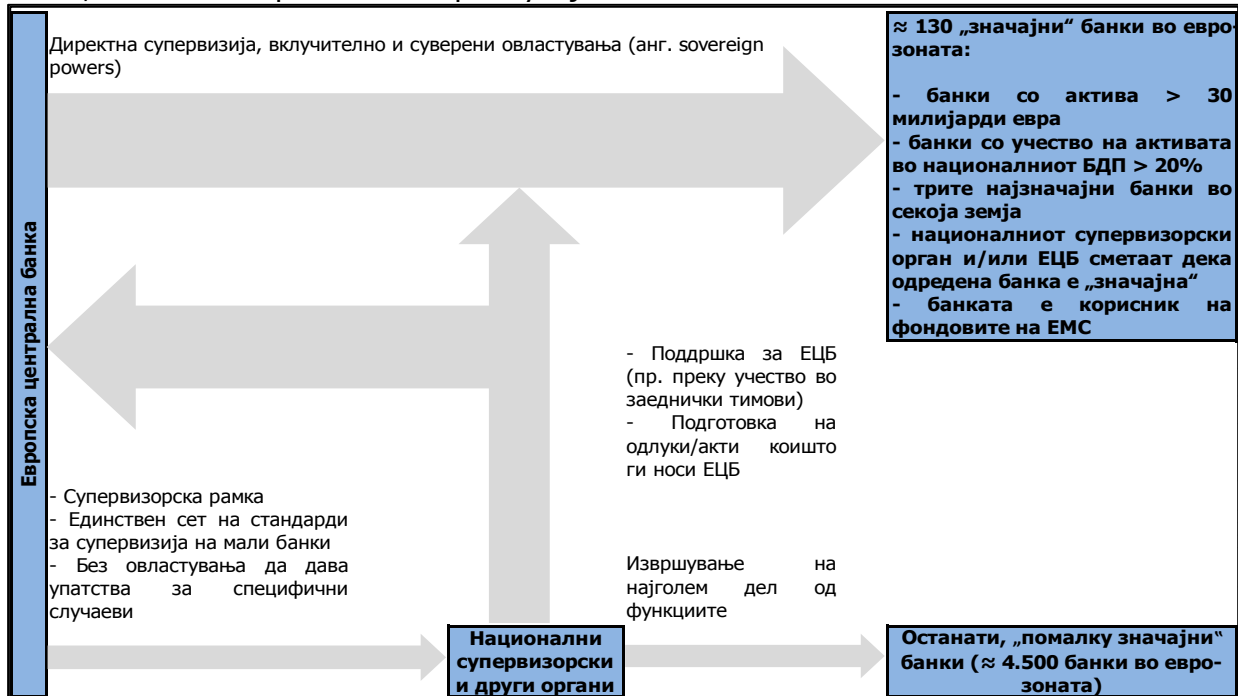 Европска централна банка
Директна супервизија, вклучително и суверени овластувања (анг. sovereign
powers)
≈ 130 „значајни“ банки во евро-
зоната:
- банки со актива > 30
милијарди евра
- банки со учество на активата
во националниот БДП > 20%
- трите најзначајни банки во
секоја земја
- националниот супервизорски
орган и/или ЕЦБ сметаат дека
одредена банка е „значајна“
- банката е корисник на
фондовите на ЕМС
- Поддршка за ЕЦБ
(пр. преку учество во
заеднички тимови)
- Подготовка на
одлуки/акти коишто
ги носи ЕЦБ
- Супервизорска рамка
- Единствен сет на стандарди
за супервизија на мали банки
- Без овластувања да дава
упатства за специфични
случаеви
Извршување на
најголем дел од
функциите
Национални
супервизорски
и други органи
Останати, „помалку значајни“
банки (≈ 4.500 банки во евро-
зоната)